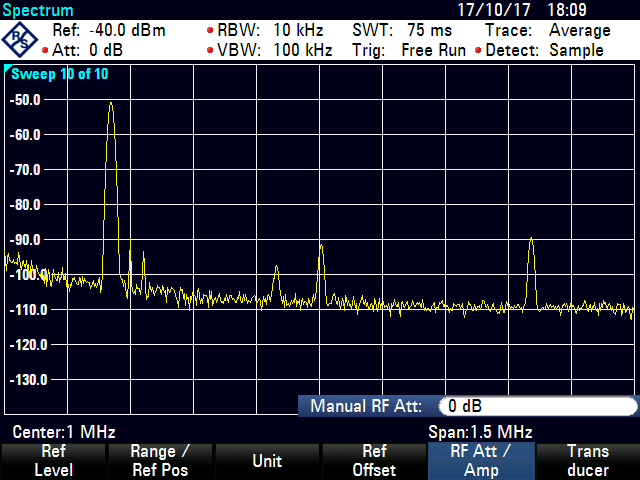 Spectrum 17/10/17 18:09
R S Ref: -40.0 dBm RBW: 10 kHz SWT: 75 ms Trace: Average
Att: 0 dB VBW: 100 kHz Trig: Free Run Detect: Sample
Sweep 10 of 10
-50.0
-60.0
-70.0
-80.0
-90.0
-100.0
-110.0
-120.0
-130.0
Manual RF Att: 0 dB
Center:1 MHz Span:1.5 MHz
Ref Level
Range / Ref Pos
Unit
Ref Offset
RF Att / Amp
Trans ducer